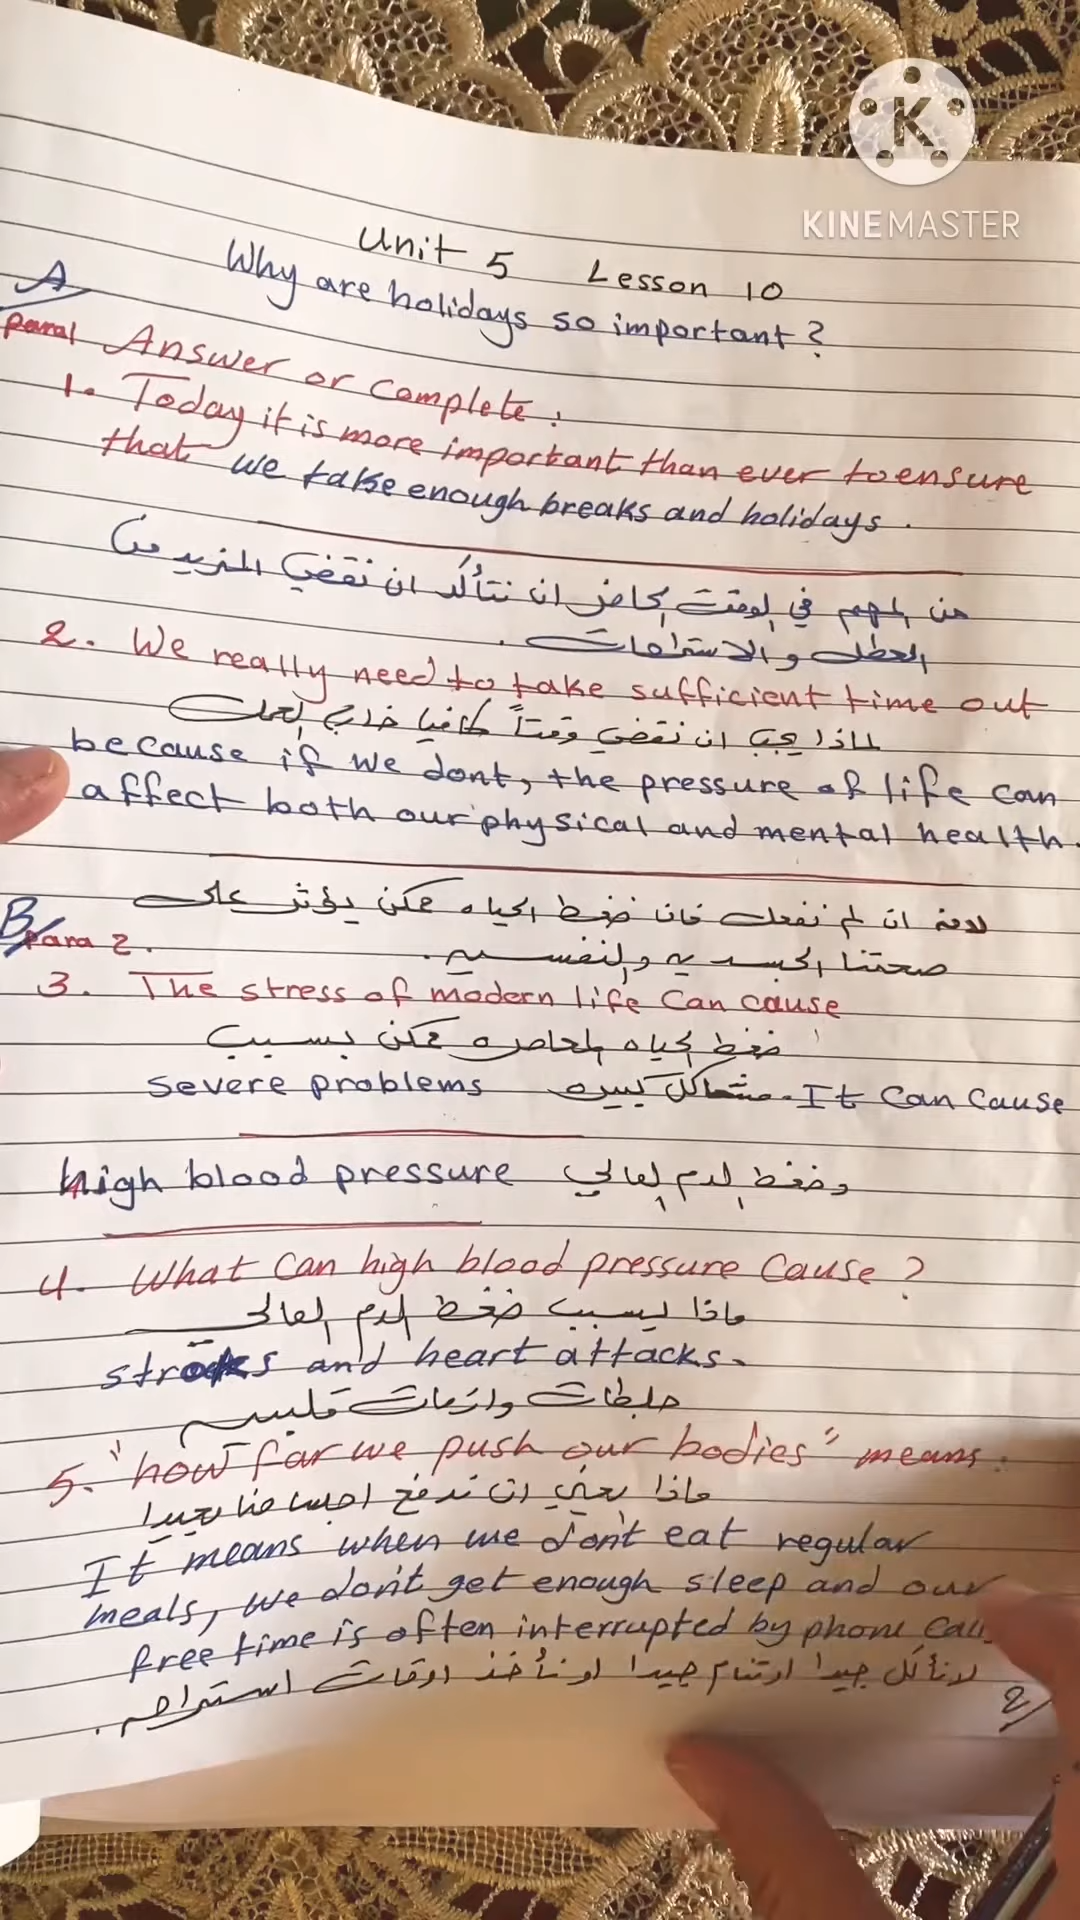 KINEMASTER
Unit 5 Lesson 10
Why are holidays so important?
A
para1 Answer or complete:
1. Today it is more important than ever to ensure
that we take enough breaks and holidays.
من المهم في الوقت الحاضر ان نتأكد ان نقضي المزيد من
العطل والاستراحات.
2. We really need to take sufficient time out
لماذا يجب ان نقضي وقتاً كافيا خارج العمل
because if we dont, the pressure of life can
affect both our physical and mental health.
لانه ان لم نفعل فان ضغط الحياه ممكن يؤثر على
B
para 2.
صحتنا الجسديه والنفسيه.
3. The stress of modern life can cause
ضغط الحياه المعاصره ممكن يسبب
severe problems مشاكل كبيره. It can cause
high blood pressure وضغط الدم العالي
4. What can high blood pressure cause?
ماذا يسبب ضغط الدم العالي
strokes and heart attacks.
جلطات وازمات قلبيه
5. "how far we push our bodies" means:
ماذا يعني ان ندفع اجسامنا بعيدا
It means when we don't eat regular
meals, we don't get enough sleep and our
free time is often interrupted by phone
لانأكل جيدا اوننام جيدا او نأخذ اوقات استراحه.